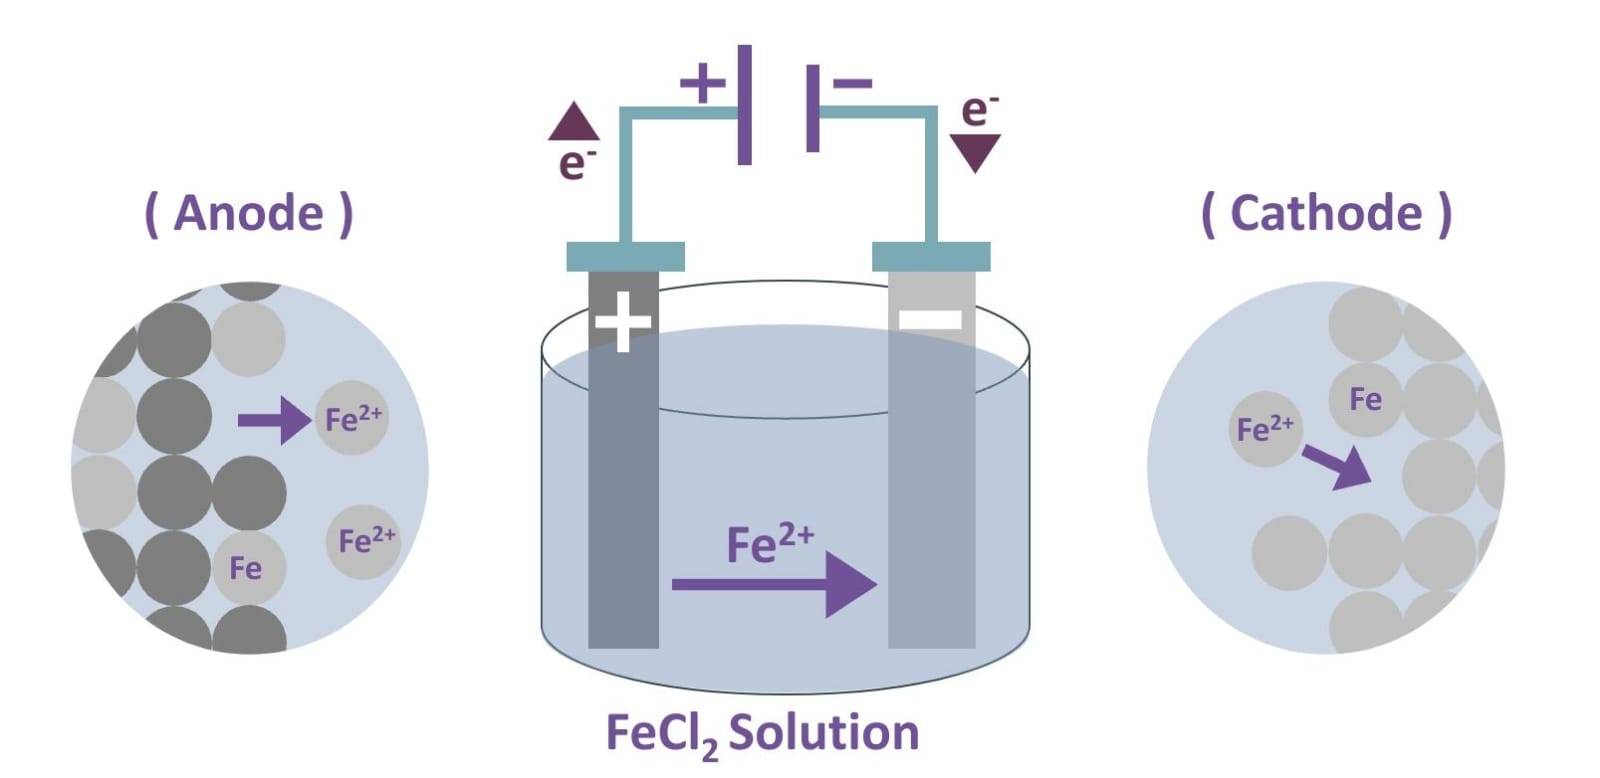 + −
e⁻
e⁻
( Anode )
( Cathode )
+
−
Fe²⁺
Fe
Fe²⁺
Fe²⁺
Fe
Fe²⁺
FeCl₂ Solution